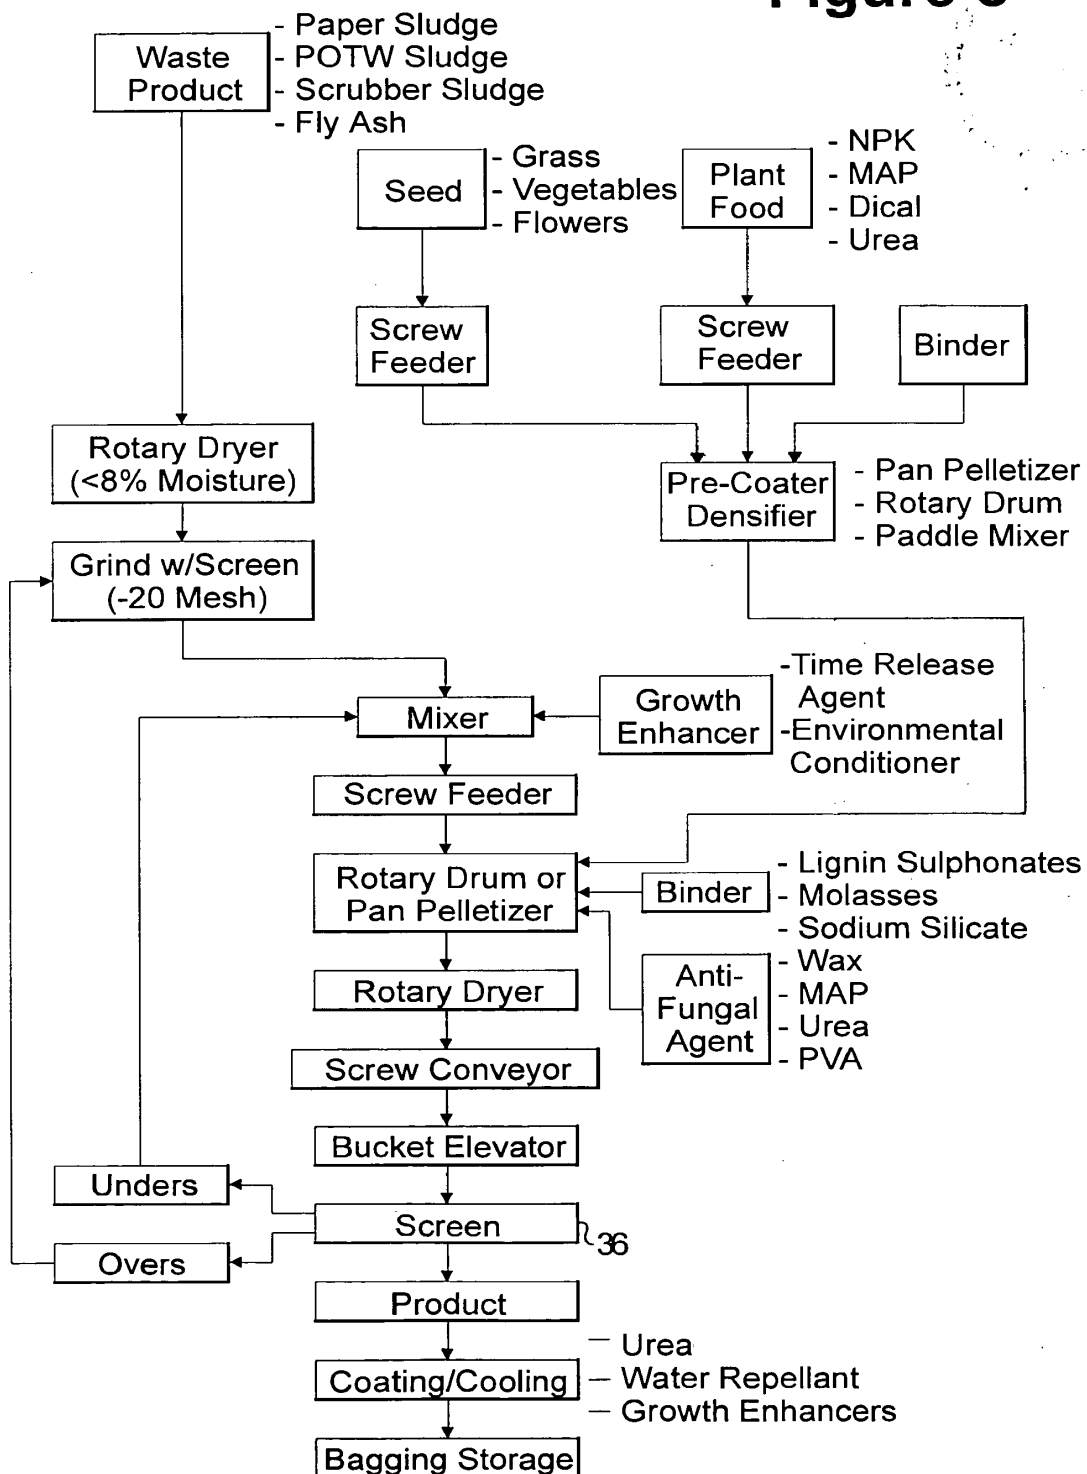 Waste
Product
- Paper Sludge
- POTW Sludge
- Scrubber Sludge
- Fly Ash
Seed
- Grass
- Vegetables
- Flowers
Plant
Food
- NPK
- MAP
- Dical
- Urea
Screw
Feeder
Screw
Feeder
Binder
Rotary Dryer
(<8% Moisture)
Pre-Coater
Densifier
- Pan Pelletizer
- Rotary Drum
- Paddle Mixer
Grind w/Screen
(-20 Mesh)
Mixer
Growth
Enhancer
-Time Release
Agent
-Environmental
Conditioner
Screw Feeder
Rotary Drum or
Pan Pelletizer
Binder
- Lignin Sulphonates
- Molasses
- Sodium Silicate
- Wax
- MAP
- Urea
- PVA
Anti-
Fungal
Agent
Rotary Dryer
Screw Conveyor
Bucket Elevator
Unders
Screen
36
Overs
Product
Coating/Cooling
— Urea
— Water Repellant
— Growth Enhancers
Bagging Storage